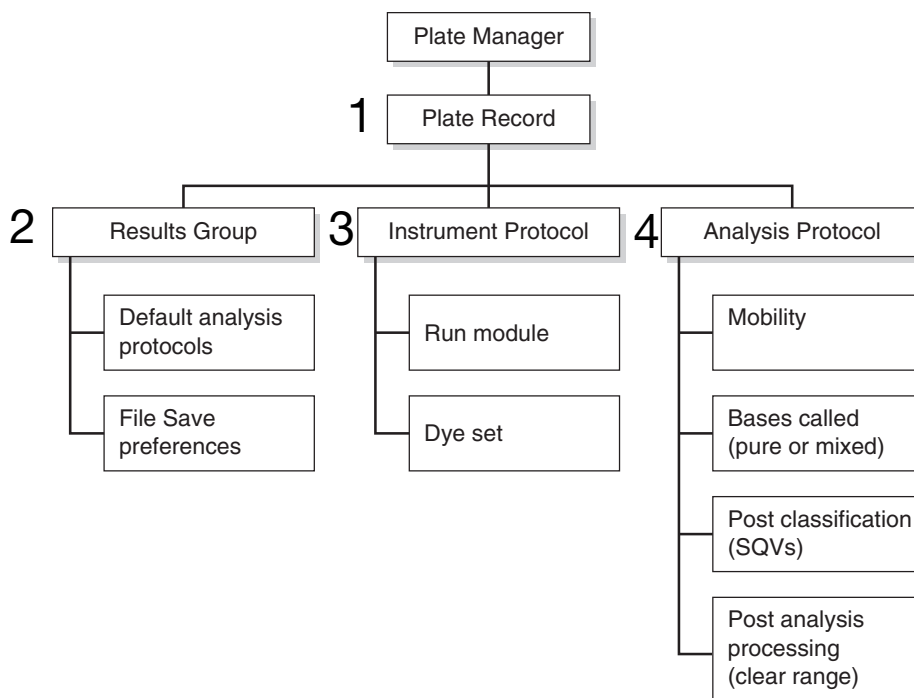 Plate Manager
1
Plate Record
2
Results Group
3
Instrument Protocol
4
Analysis Protocol
Default analysis
protocols
File Save
preferences
Run module
Dye set
Mobility
Bases called
(pure or mixed)
Post classification
(SQVs)
Post analysis
processing
(clear range)